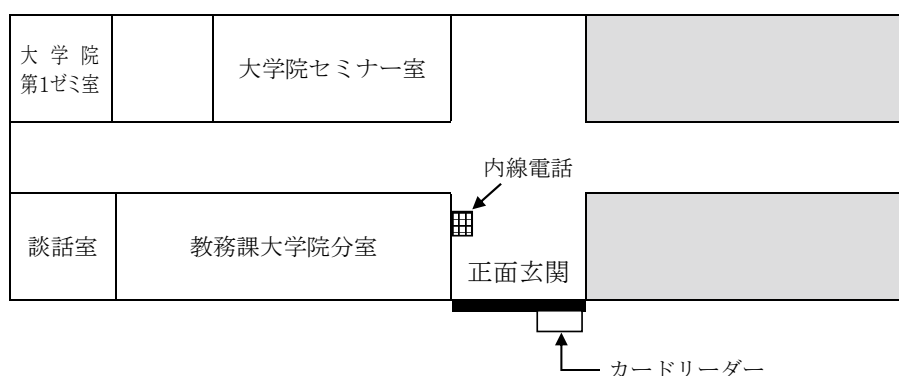 大学院
第1ゼミ室
大学院セミナー室
内線電話
談話室
教務課大学院分室
正面玄関
カードリーダー